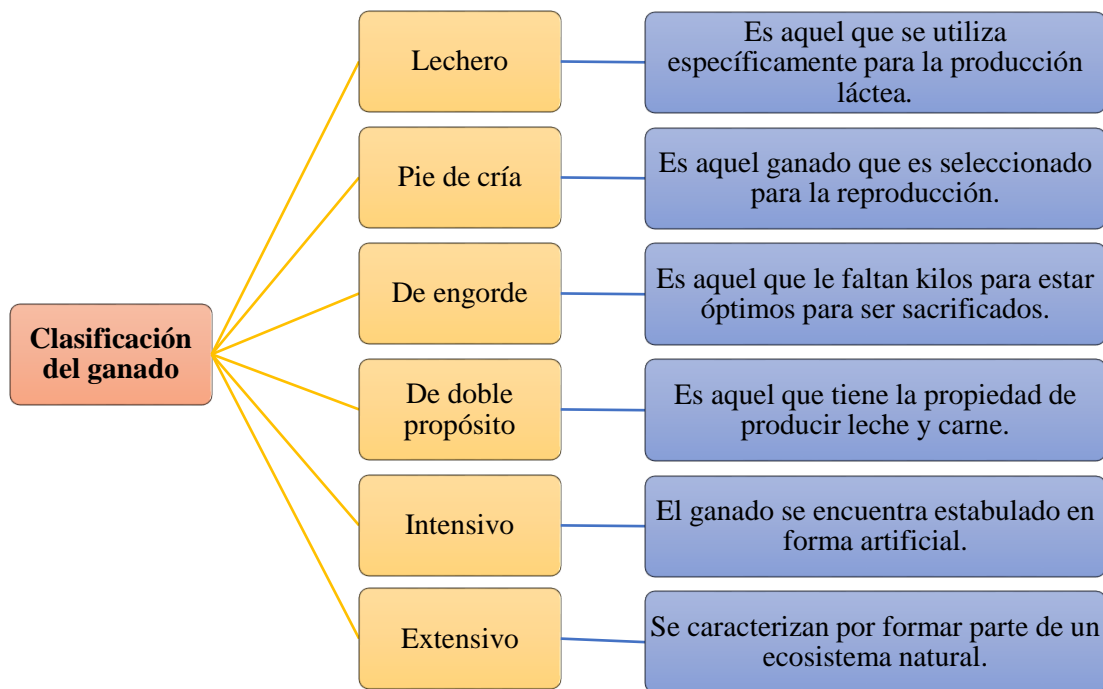 Clasificación
del ganado
Lechero
Es aquel que se utiliza
específicamente para la producción
láctea.
Pie de cría
Es aquel ganado que es seleccionado
para la reproducción.
De engorde
Es aquel que le faltan kilos para estar
óptimos para ser sacrificados.
De doble
propósito
Es aquel que tiene la propiedad de
producir leche y carne.
Intensivo
El ganado se encuentra estabulado en
forma artificial.
Extensivo
Se caracterizan por formar parte de un
ecosistema natural.